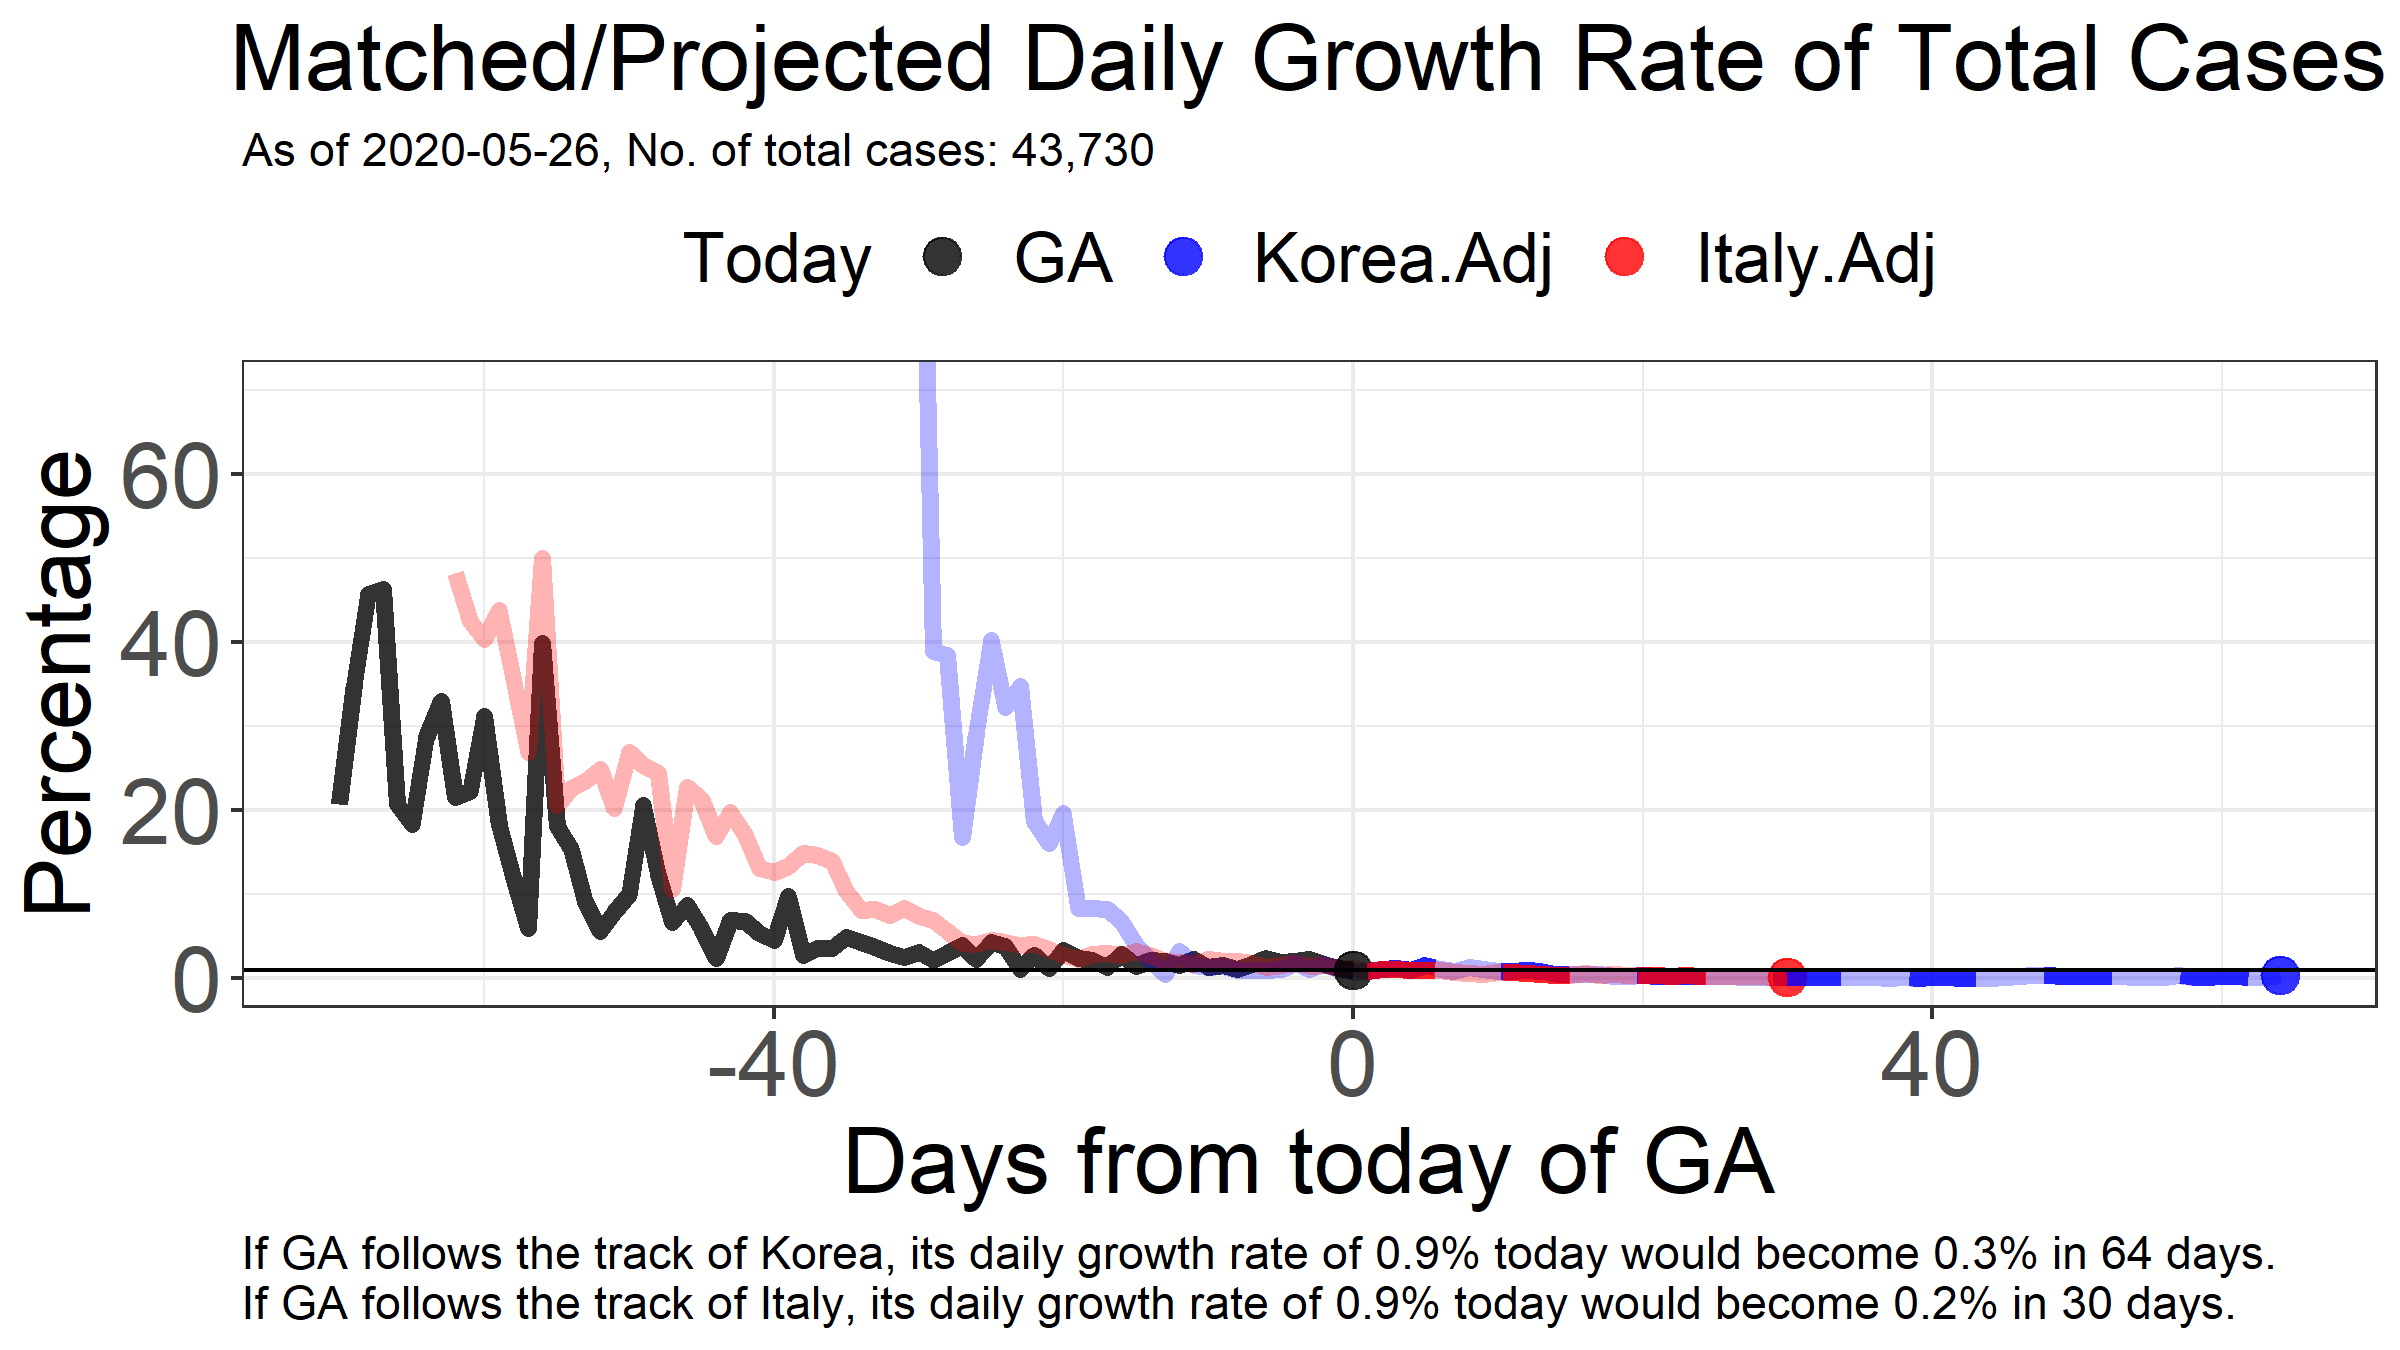 Matched/Projected Daily Growth Rate of Total Cases
As of 2020-05-26, No. of total cases: 43,730
Today GA Korea.Adj Italy.Adj
Percentage
60
40
20
0
-40 0 40
Days from today of GA
If GA follows the track of Korea, its daily growth rate of 0.9% today would become 0.3% in 64 days.
If GA follows the track of Italy, its daily growth rate of 0.9% today would become 0.2% in 30 days.